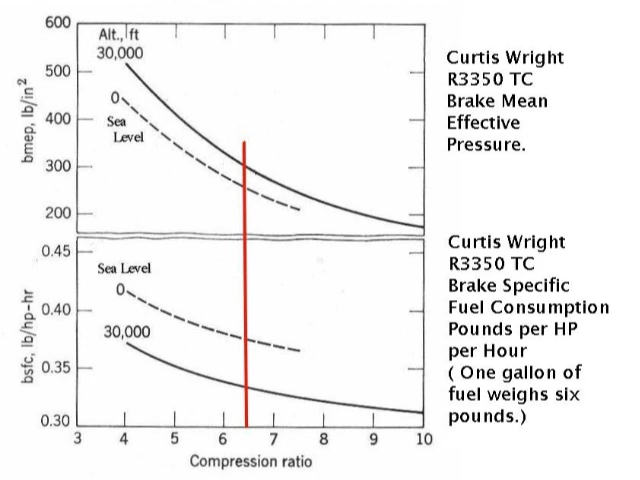 600
Alt., ft
30,000
500
400
0
Sea
Level
300
200
bmep, lb/in²
Curtis Wright
R3350 TC
Brake Mean
Effective
Pressure.
0.45
Sea Level
0
0.40
30,000
0.35
0.30
bsfc, lb/hp-hr
3 4 5 6 7 8 9 10
Compression ratio
Curtis Wright
R3350 TC
Brake Specific
Fuel Consumption
Pounds per HP
per Hour
( One gallon of
fuel weighs six
pounds.)